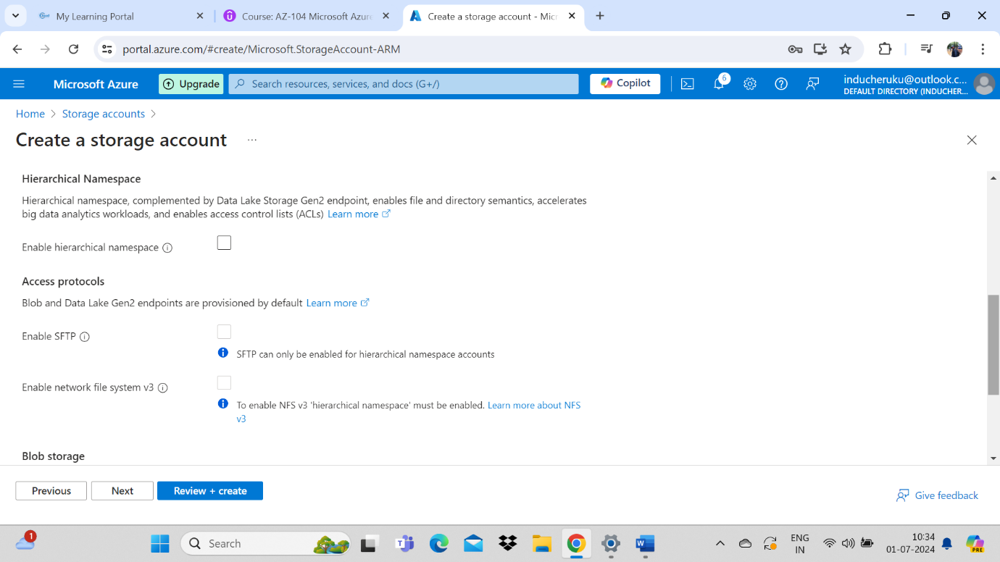 My Learning Portal
Course: AZ-104 Microsoft Azure
Create a storage account - Micr
portal.azure.com/#create/Microsoft.StorageAccount-ARM
Microsoft Azure
Upgrade
Search resources, services, and docs (G+/)
Copilot
6
inducheruku@outlook.c...
DEFAULT DIRECTORY (INDUCHER...
Home > Storage accounts >
Create a storage account ...
Hierarchical Namespace
Hierarchical namespace, complemented by Data Lake Storage Gen2 endpoint, enables file and directory semantics, accelerates
big data analytics workloads, and enables access control lists (ACLs) Learn more
Enable hierarchical namespace
Access protocols
Blob and Data Lake Gen2 endpoints are provisioned by default Learn more
Enable SFTP
SFTP can only be enabled for hierarchical namespace accounts
Enable network file system v3
To enable NFS v3 'hierarchical namespace' must be enabled. Learn more about NFS
v3
Blob storage
Previous
Next
Review + create
Give feedback
1
Search
ENG
IN
10:34
01-07-2024
PRE